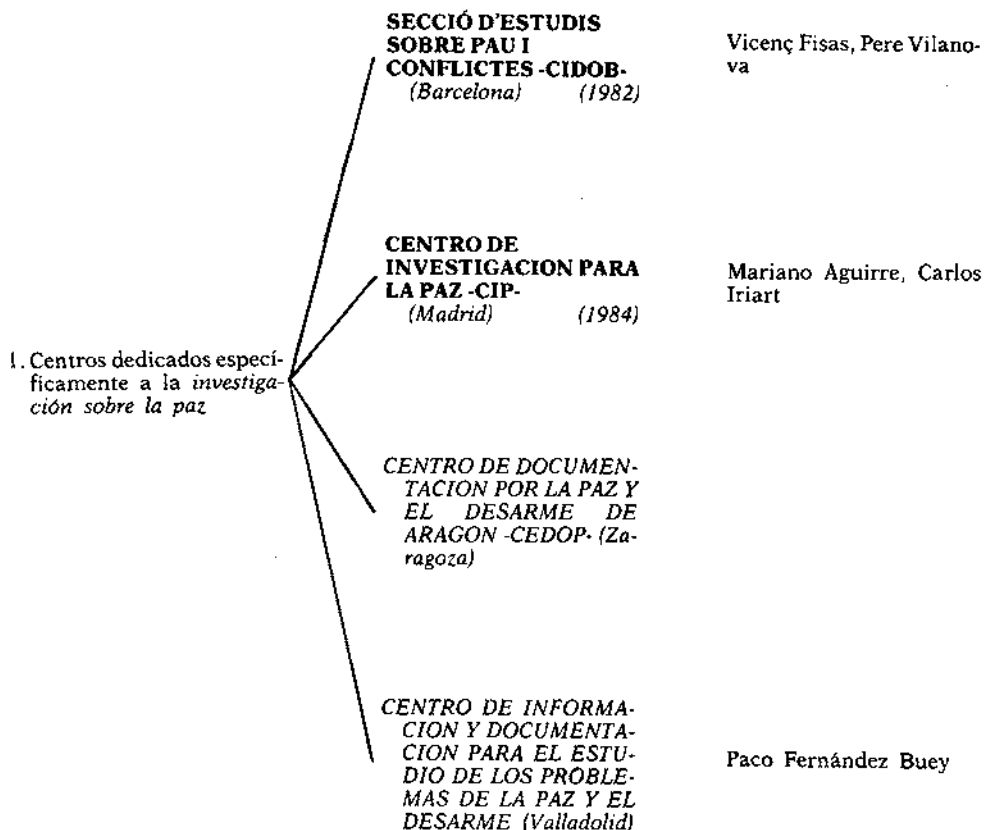 SECCIÓ D'ESTUDIS
SOBRE PAU I
CONFLICTES -CIDOB-
(Barcelona) (1982)
Vicenç Fisas, Pere Vilano-
va
CENTRO DE
INVESTIGACION PARA
LA PAZ -CIP-
(Madrid) (1984)
Mariano Aguirre, Carlos
Iriart
1. Centros dedicados especí-
ficamente a la investiga-
ción sobre la paz
CENTRO DE DOCUMEN-
TACION POR LA PAZ Y
EL DESARME DE
ARAGON -CEDOP- (Za-
ragoza)
CENTRO DE INFORMA-
CION Y DOCUMENTA-
CION PARA EL ESTU-
DIO DE LOS PROBLE-
MAS DE LA PAZ Y EL
DESARME (Valladolid)
Paco Fernández Buey